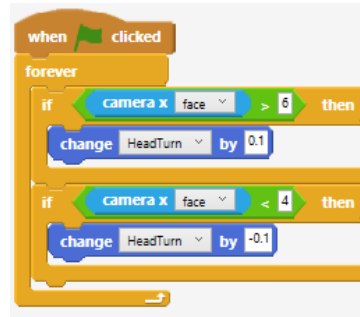 when clicked
forever
if camera x face > 6 then
change HeadTurn by 0.1
if camera x face < 4 then
change HeadTurn by -0.1